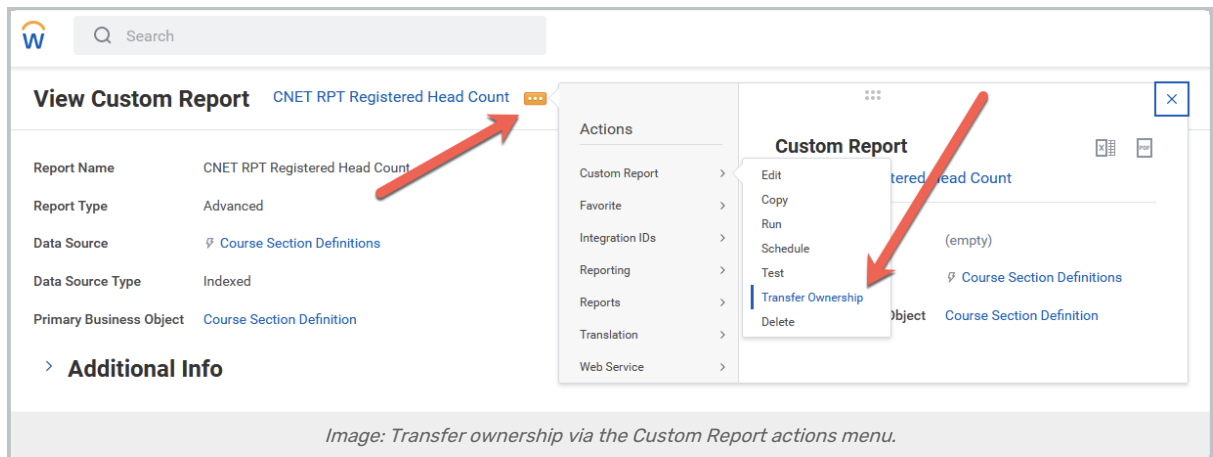 Search
View Custom Report CNET RPT Registered Head Count
Report Name CNET RPT Registered Head Count
Report Type Advanced
Data Source Course Section Definitions
Data Source Type Indexed
Primary Business Object Course Section Definition
Additional Info
Actions
Custom Report
Favorite
Integration IDs
Reporting
Reports
Translation
Web Service
Edit
Copy
Run
Schedule
Test
Transfer Ownership
Delete
Custom Report
Head Count
(empty)
Course Section Definitions
Object Course Section Definition
Image: Transfer ownership via the Custom Report actions menu.